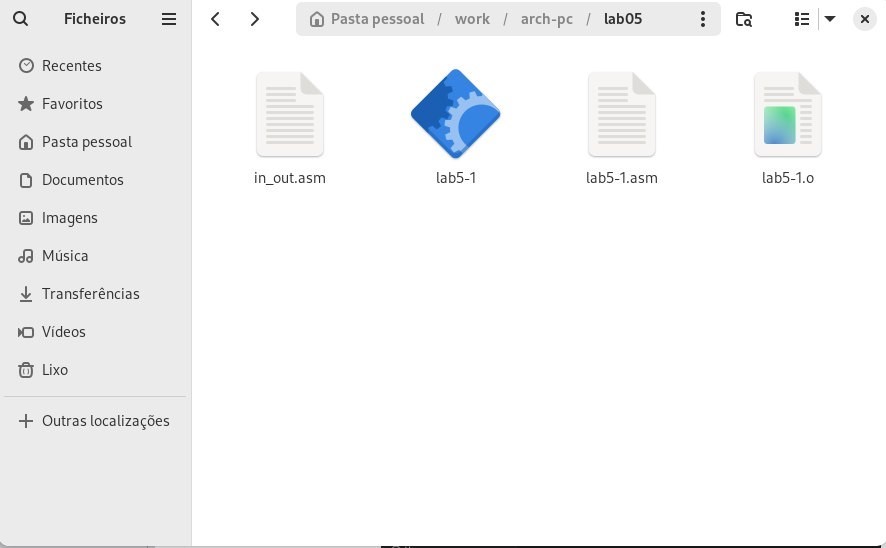 Ficheiros
Pasta pessoal / work / arch-pc / lab05
Recentes
Favoritos
Pasta pessoal
Documentos
Imagens
Música
Transferências
Vídeos
Lixo
Outras localizações
in_out.asm
lab5-1
lab5-1.asm
lab5-1.o